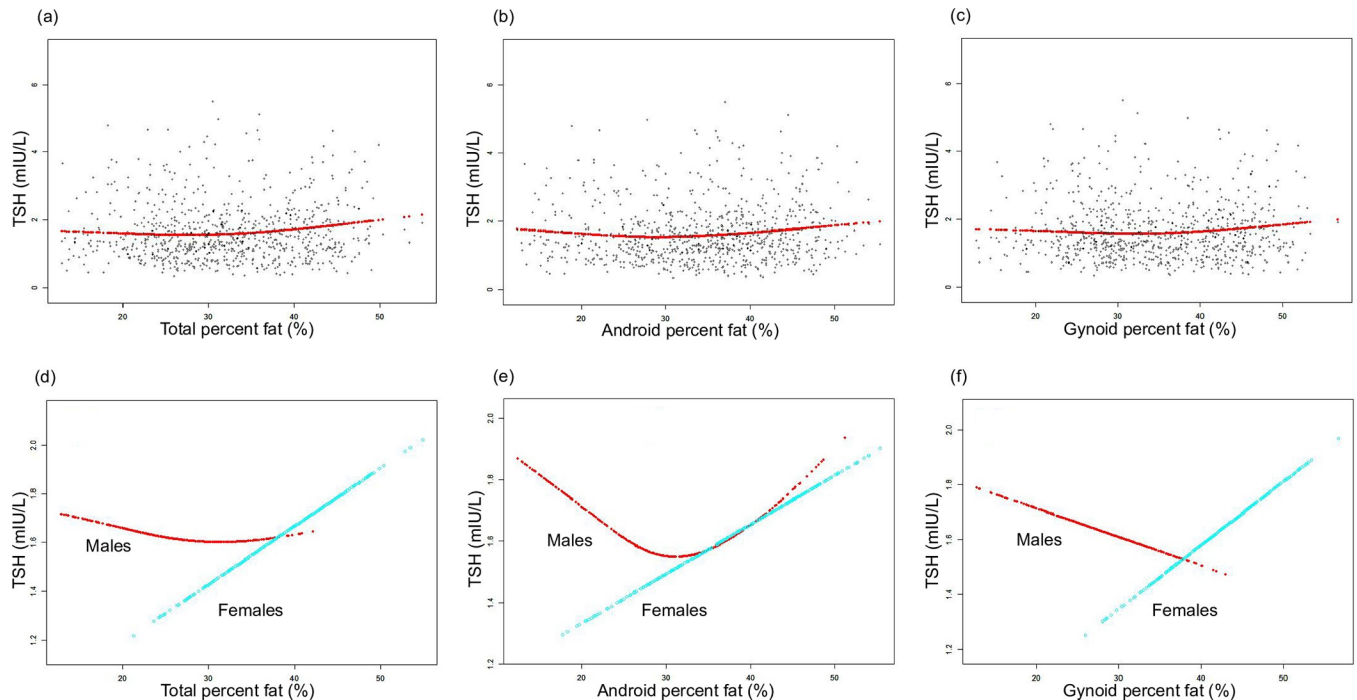 (a)
TSH (mIU/L)
0 2 4 6
20 30 40 50
Total percent fat (%)
(b)
TSH (mIU/L)
0 2 4 6
20 30 40 50
Android percent fat (%)
(c)
TSH (mIU/L)
0 2 4 6
20 30 40 50
Gynoid percent fat (%)
(d)
TSH (mIU/L)
1.2 1.4 1.6 1.8 2.0
Males
Females
20 30 40 50
Total percent fat (%)
(e)
TSH (mIU/L)
1.2 1.4 1.6 1.8 2.0
Males
Females
20 30 40 50
Android percent fat (%)
(f)
TSH (mIU/L)
1.2 1.4 1.6 1.8 2.0
Males
Females
20 30 40 50
Gynoid percent fat (%)